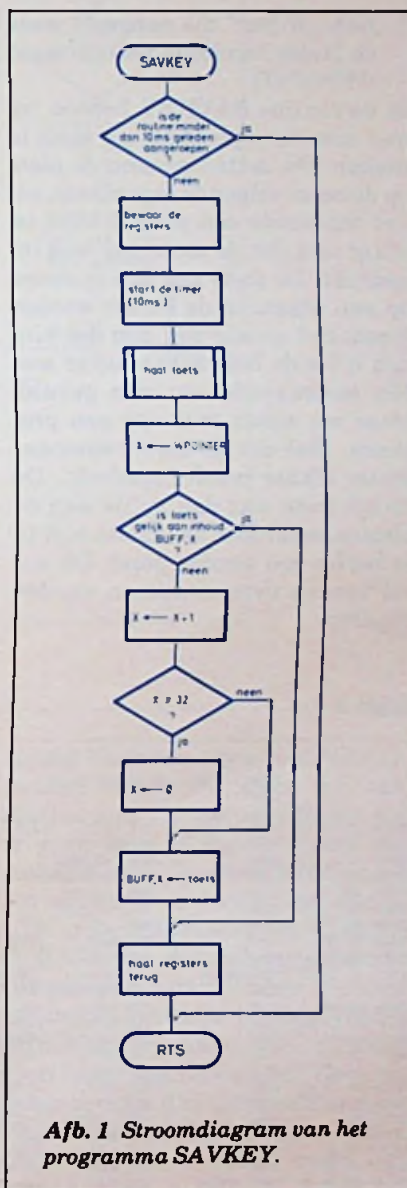 SAVKEY
is de
routine minder
dan 10ms geleden
aangeroepen
?
ja
neen
bewaar de
registers
start de timer
(10ms)
haal toets
X ← WPOINTER
is toets
gelijk aan inhoud
BUFF,X
?
ja
neen
X ← X+1
X = 32
?
neen
ja
X ← 0
BUFF,X ← toets
haal registers
terug
RTS
Afb. 1 Stroomdiagram van het
programma SAVKEY.